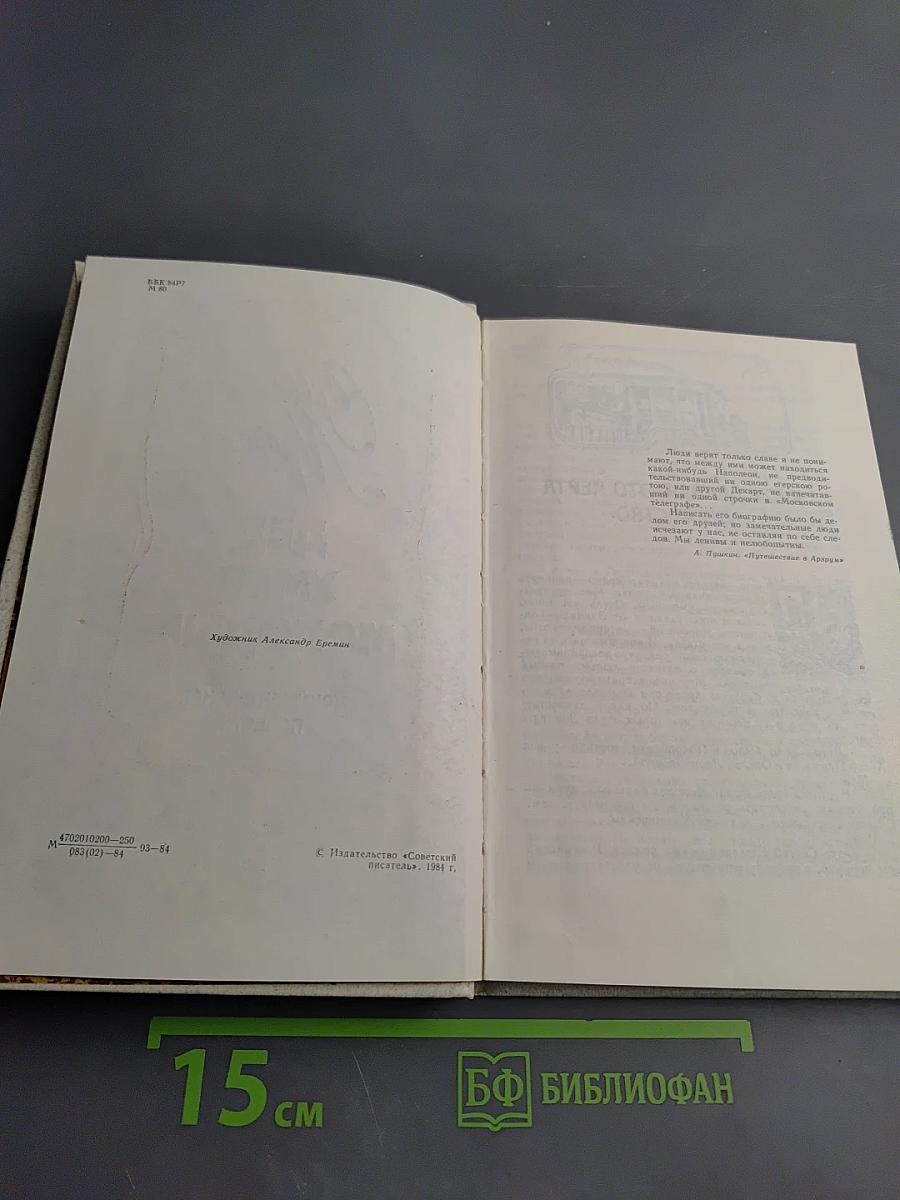 ББК 84Р7
М 80
Художник Александр Еремин
М 4702010200—250 93—84
083(02)—84
© Издательство «Советский
писатель», 1984 г.
Люди верят только славе и не пони-
мают, что между ими может находиться
какой-нибудь Наполеон, не предводи-
тельствовавший ни одною егерскою ро-
тою, или другой Декарт, не напечатав-
ший ни одной строчки в «Московском
телеграфе»...
Написать его биографию было бы де-
лом его друзей; но замечательные люди
исчезают у нас, не оставляя по себе сле-
дов. Мы ленивы и нелюбопытны.
А. Пушкин. «Путешествие в Арзрум»
15 см
БФ БИБЛИОФАН